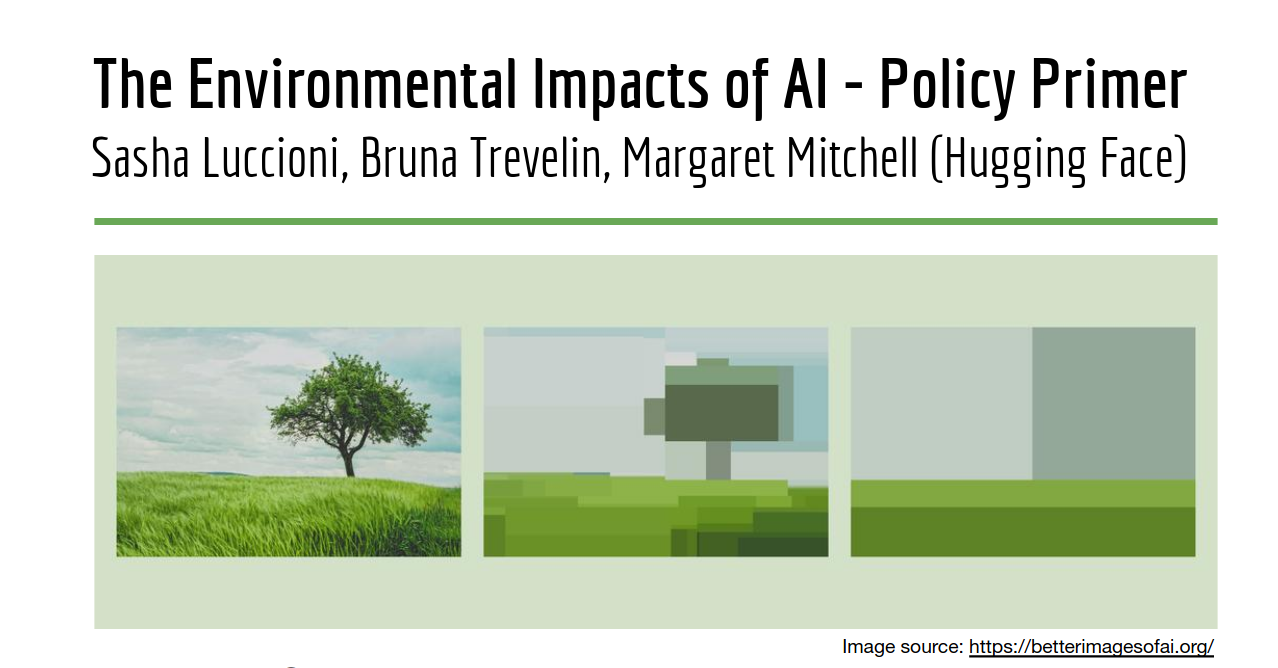 The Environmental Impacts of AI - Policy Primer
Sasha Luccioni, Bruna Trevelin, Margaret Mitchell (Hugging Face)
Image source: https://betterimagesofai.org/